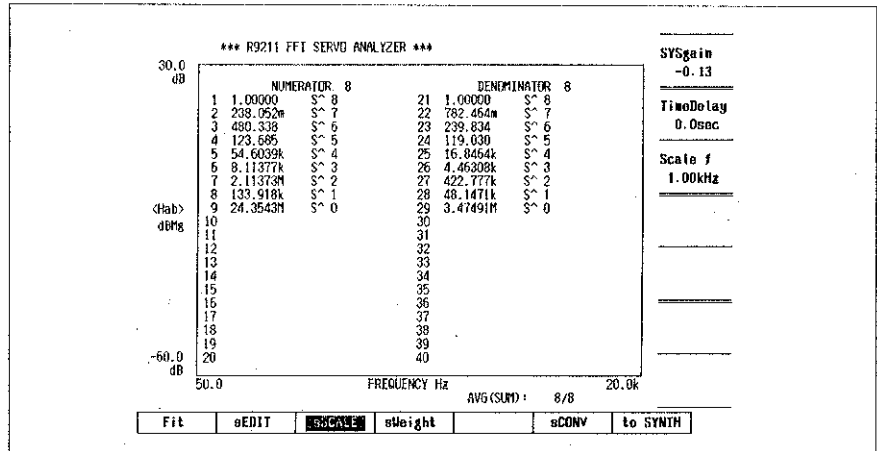 *** R9211 FFT SERVO ANALYZER ***
30.0
dB
NUMERATOR 8 DENOMINATOR 8
1 1.00000 S^ 8 21 1.00000 S^ 8
2 238.052m S^ 7 22 782.464m S^ 7
3 480.338 S^ 6 23 239.834 S^ 6
4 123.685 S^ 5 24 119.030 S^ 5
5 54.6039k S^ 4 25 16.8464k S^ 4
6 8.11377k S^ 3 26 4.46308k S^ 3
7 2.11373M S^ 2 27 422.777k S^ 2
8 133.918k S^ 1 28 48.1471k S^ 1
9 24.3543M S^ 0 29 3.47491M S^ 0
10 30
11 31
12 32
13 33
14 34
15 35
16 36
17 37
18 38
19 39
20 40
<Hab>
dBMg
-60.0
dB
50.0 FREQUENCY Hz 20.0k
AVG(SUM): 8/8
SYSgain
-0.13
TimeDelay
0.0sec
Scale f
1.00kHz
Fit sEDIT sSCALE sWeight sCONV to SYNTH